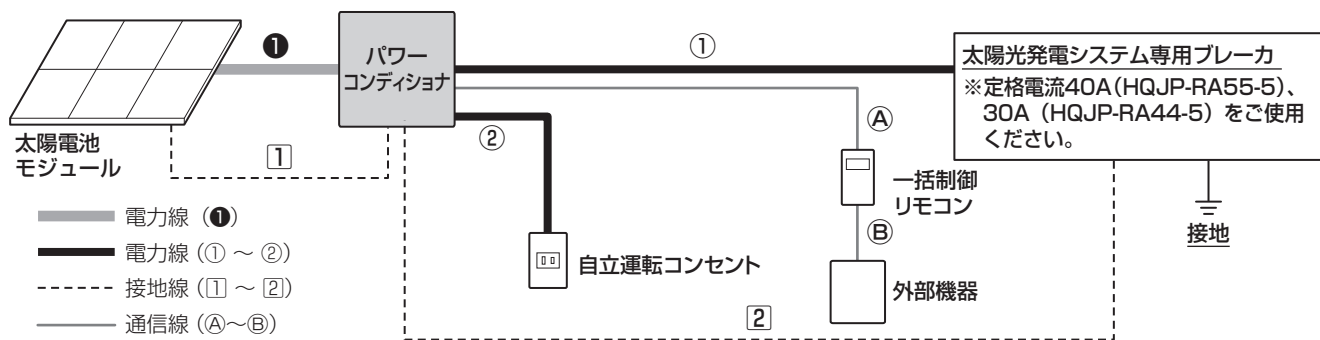 ❶
パワー
コンディショナ
①
太陽光発電システム専用ブレーカ
※定格電流40A(HQJP-RA55-5)、
30A(HQJP-RA44-5)をご使用
ください。
②
Ⓐ
太陽電池
モジュール
1
一括制御
リモコン
Ⓑ
接地
電力線(❶)
電力線(①～②)
接地線(1～2)
通信線(Ⓐ～Ⓑ)
自立運転コンセント
外部機器
2